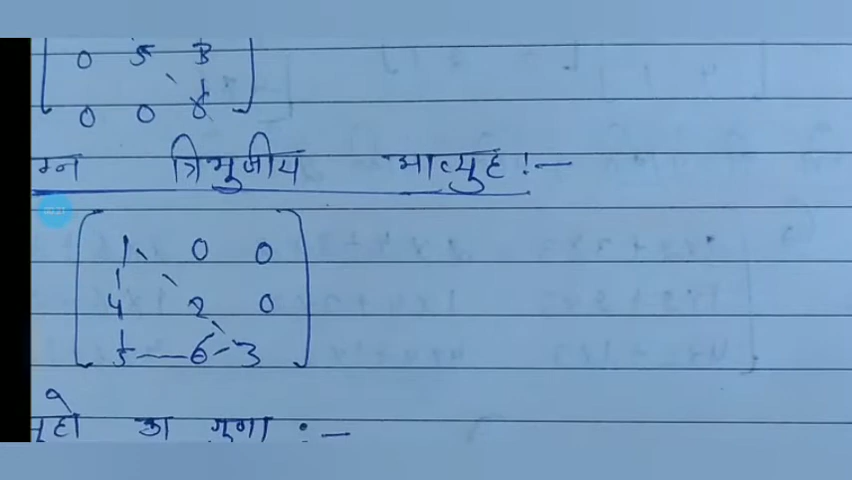 0 5 3
0 0 8
म्न त्रिभुजीय आव्युह :—
1 0 0
4 2 0
5 6 3
ूहो का गुणा :—